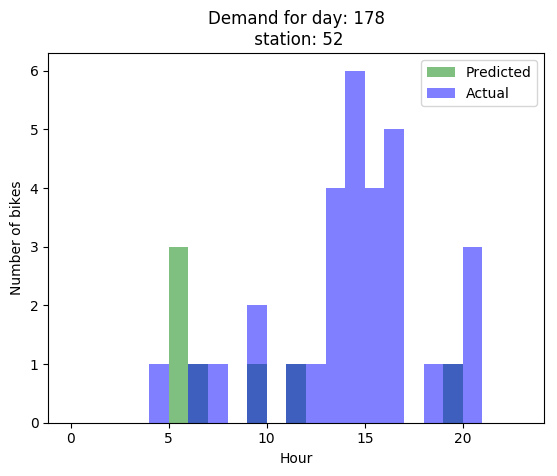 Demand for day: 178
station: 52
Predicted
Actual
Number of bikes
6
5
4
3
2
1
0
0 5 10 15 20
Hour